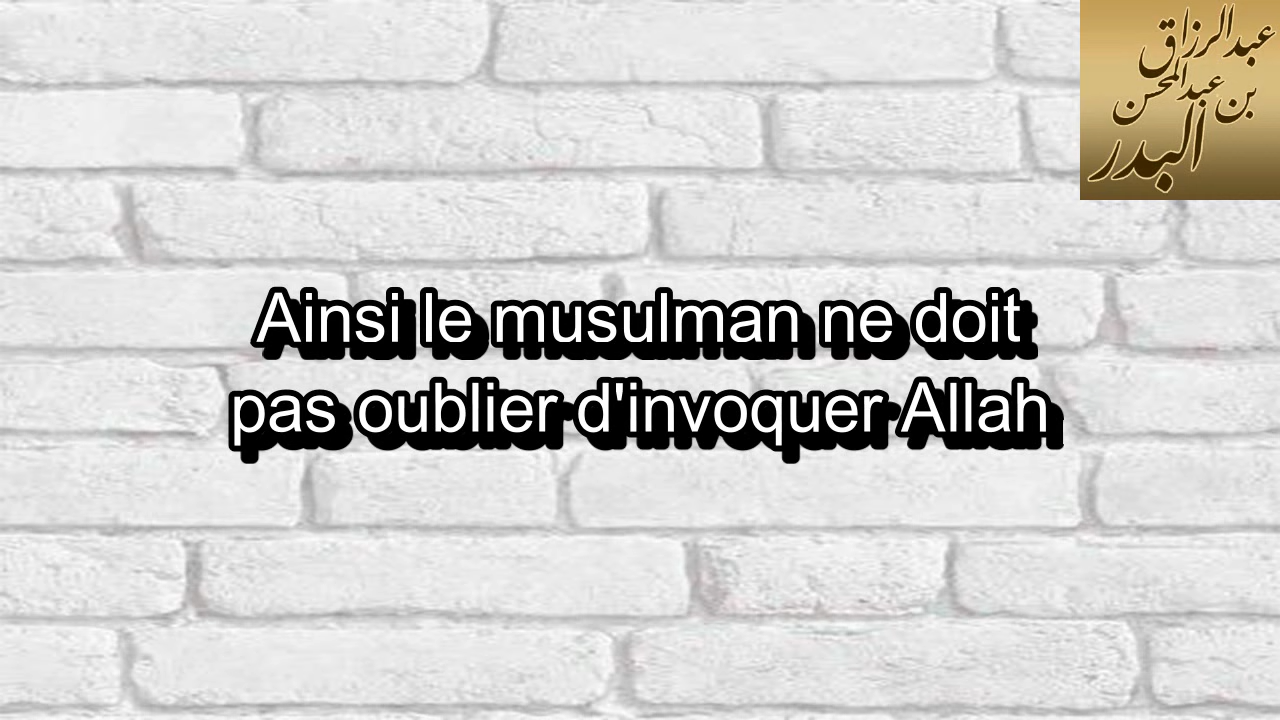 عبدالرزاق
بن عبدالمحسن
البدر
Ainsi le musulman ne doit
pas oublier d'invoquer Allah